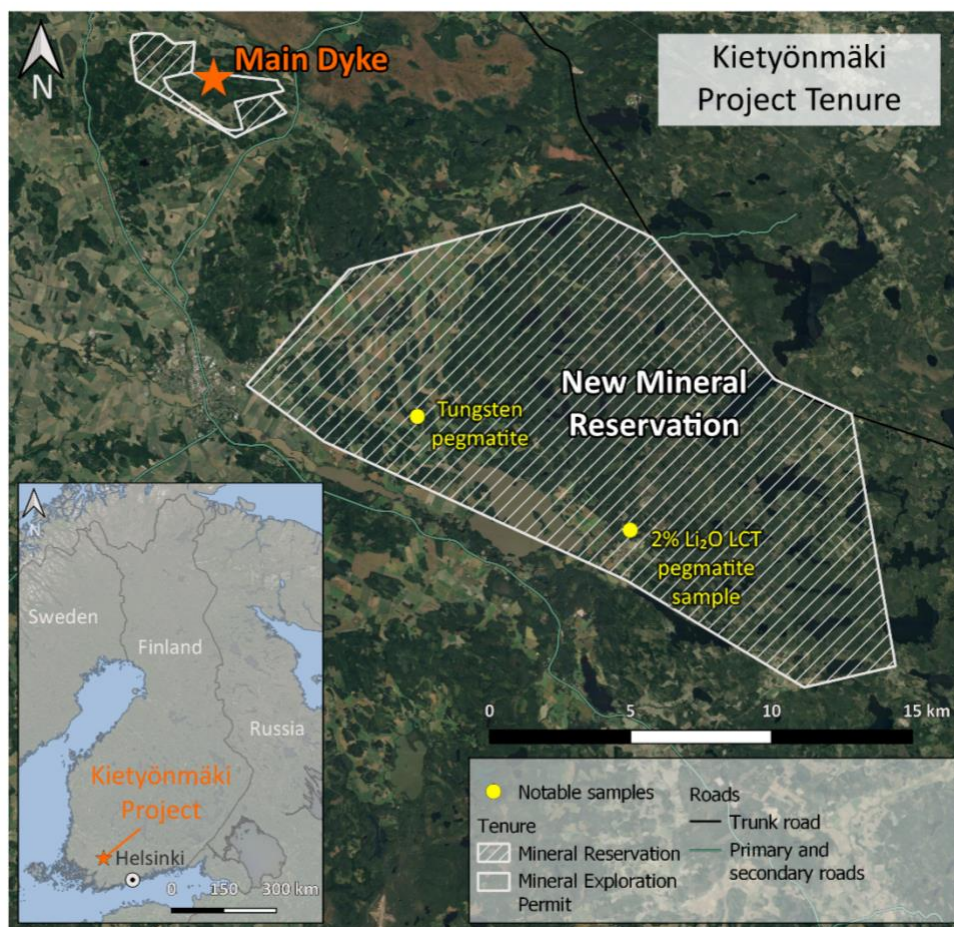 N
Main Dyke
Kietyönmäki
Project Tenure
New Mineral
Reservation
Tungsten
pegmatite
2% Li₂O LCT
pegmatite
sample
N
Sweden
Finland
Russia
Kietyönmäki
Project
Helsinki
0 150 300 km
0 5 10 15 km
Notable samples
Tenure
Mineral Reservation
Mineral Exploration
Permit
Roads
Trunk road
Primary and
secondary roads